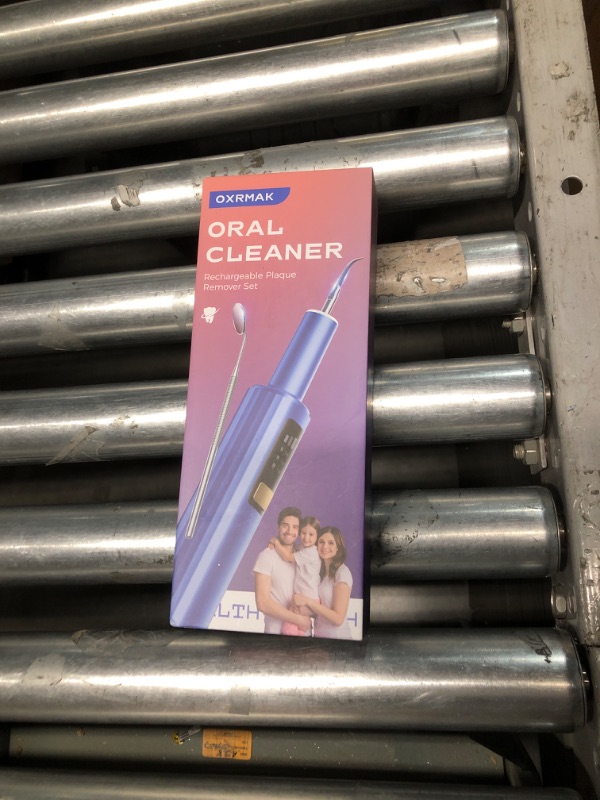 OXRMAK
ORAL
CLEANER
Rechargeable Plaque
Remover Set